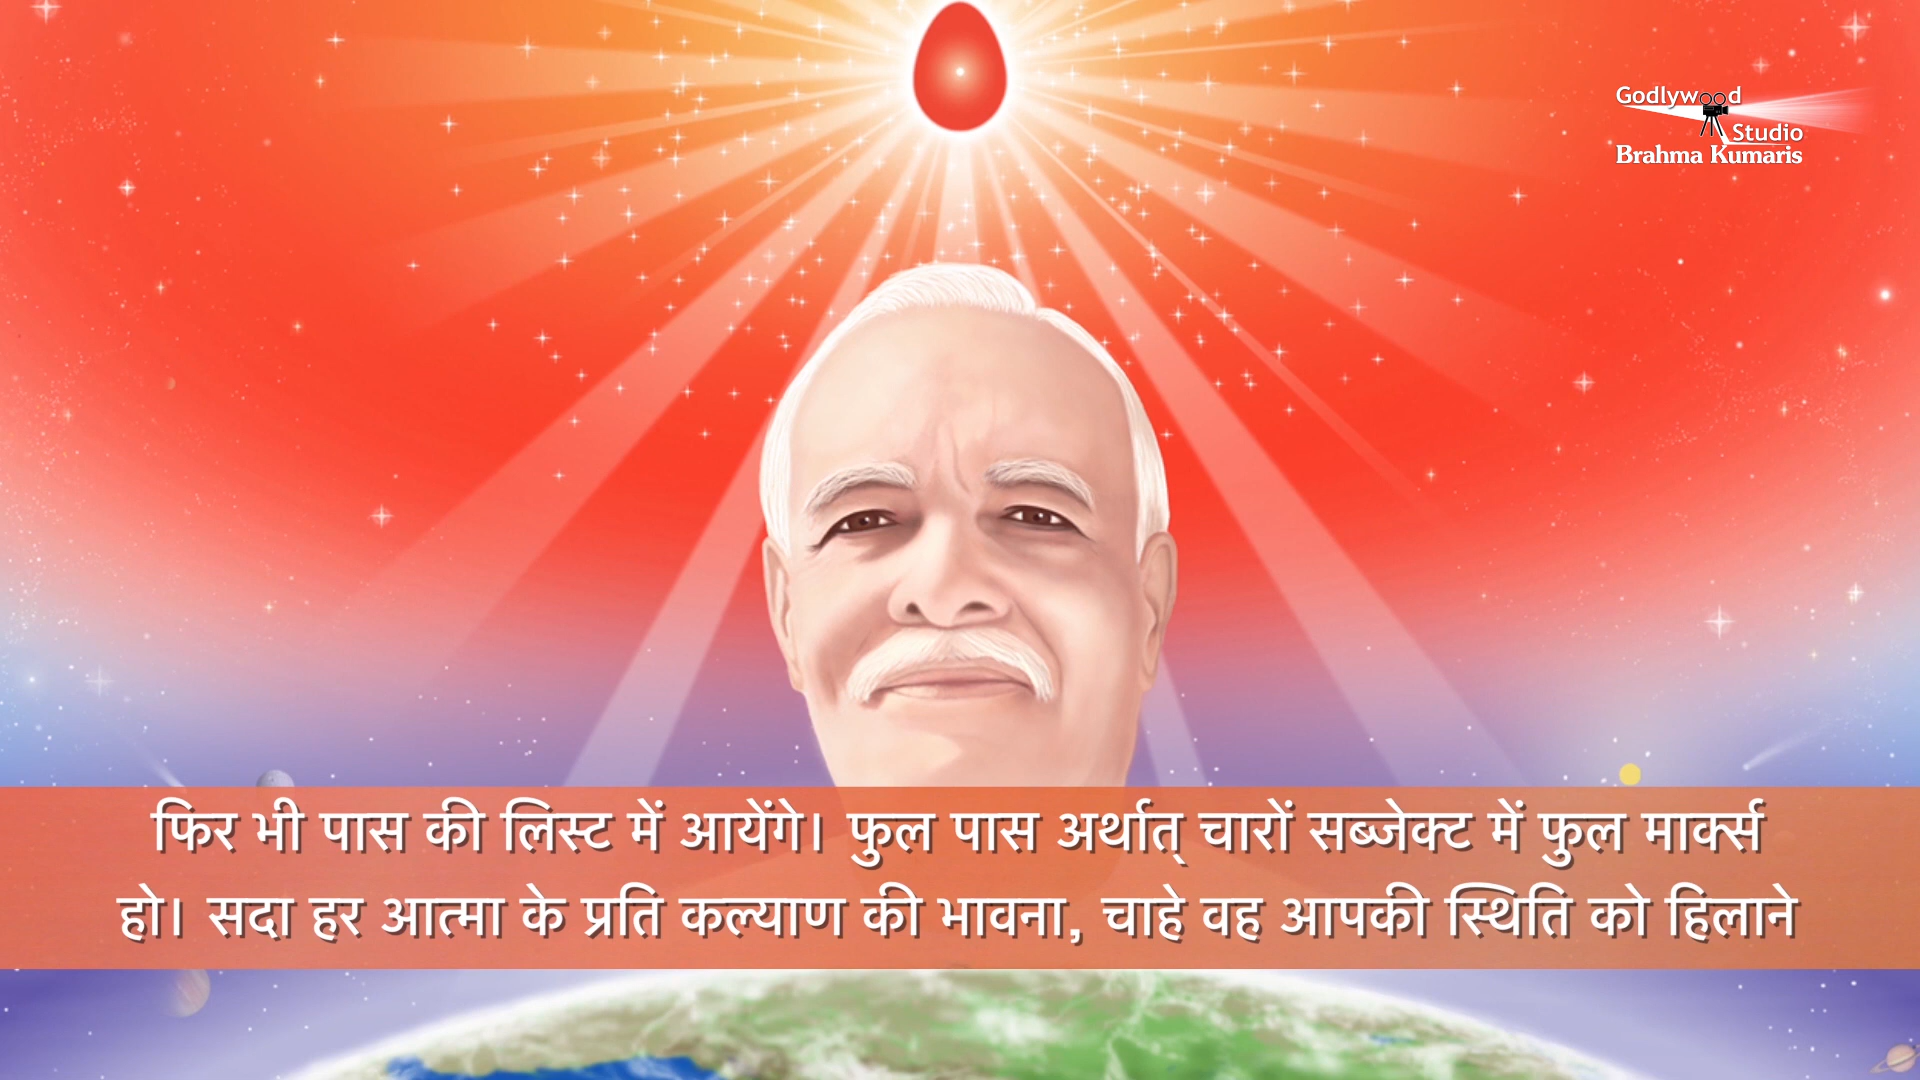 Godlywood
Studio
Brahma Kumaris
फिर भी पास की लिस्ट में आयेंगे। फुल पास अर्थात् चारों सब्जेक्ट में फुल मार्क्स
हो। सदा हर आत्मा के प्रति कल्याण की भावना, चाहे वह आपकी स्थिति को हिलाने